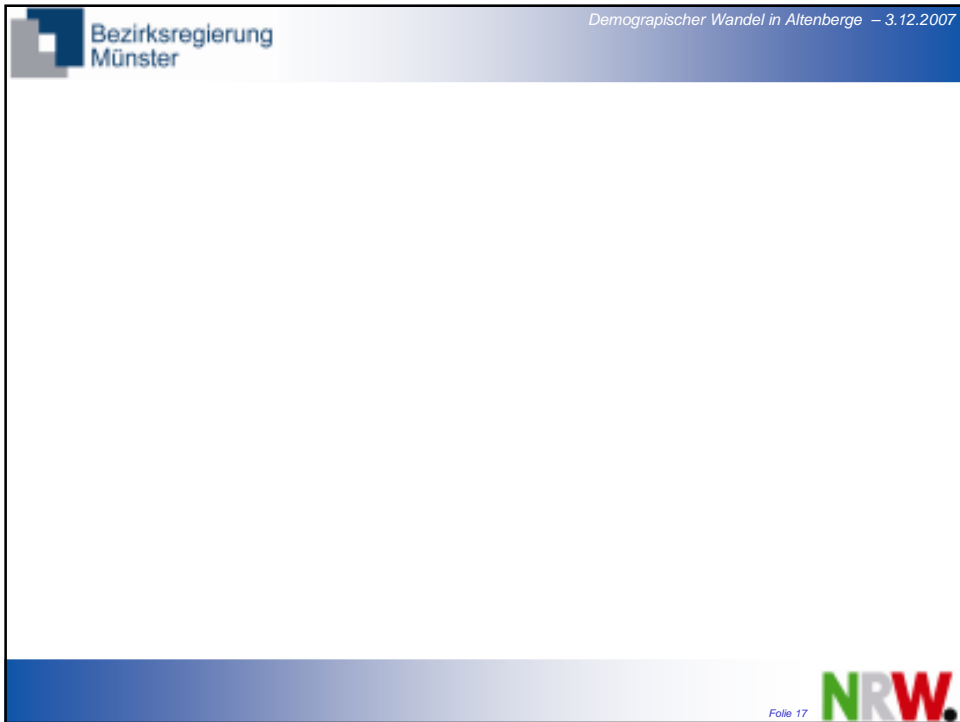 Bezirksregierung
Münster
Demograpischer Wandel in Altenberge – 3.12.2007
Folie 17
NRW.